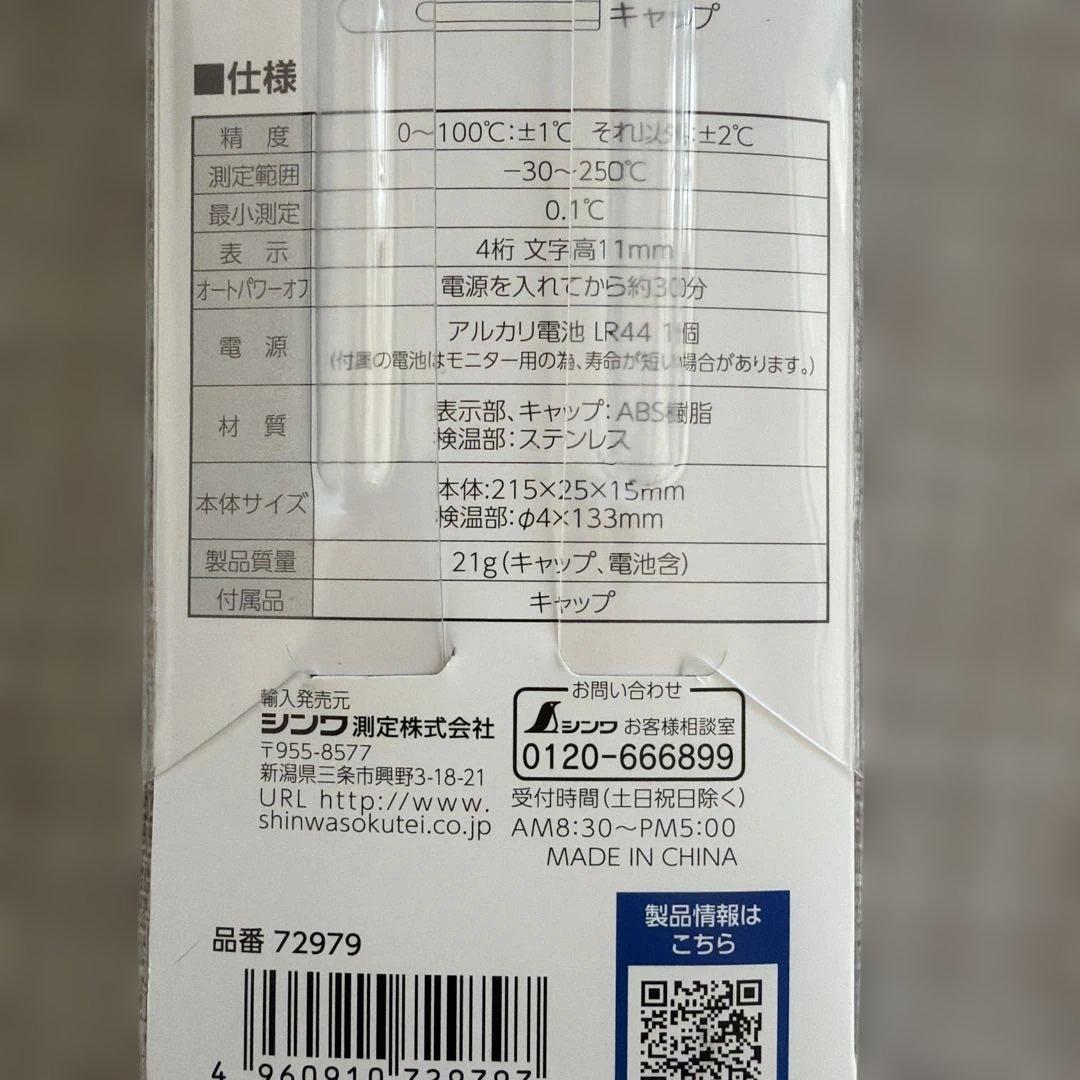 キャップ
■仕様
精 度 0～100℃：±1℃ それ以外：±2℃
測定範囲 −30～250℃
最小測定 0.1℃
表 示 4桁 文字高11mm
オートパワーオフ 電源を入れてから約30分
電 源 アルカリ電池 LR44 1個
(付属の電池はモニター用の為、寿命が短い場合があります。)
材 質 表示部、キャップ：ABS樹脂
検温部：ステンレス
本体サイズ 本体：215×25×15mm
検温部：φ4×133mm
製品質量 21g(キャップ、電池含)
付属品 キャップ
輸入発売元
シンワ測定株式会社
〒955-8577
新潟県三条市興野3-18-21
URL http://www.
shinwasokutei.co.jp
お問い合わせ
シンワ お客様相談室
0120-666899
受付時間(土日祝日除く)
AM8:30～PM5:00
MADE IN CHINA
製品情報は
こちら
品番 72979
4 960910 729797